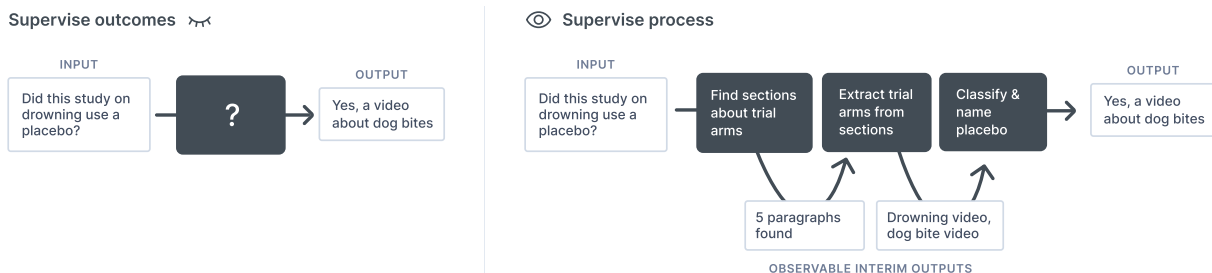 Supervise outcomes
INPUT
Did this study on
drowning use a
placebo?
?
OUTPUT
Yes, a video
about dog bites
Supervise process
INPUT
Did this study on
drowning use a
placebo?
Find sections
about trial
arms
Extract trial
arms from
sections
Classify &
name
placebo
OUTPUT
Yes, a video
about dog bites
5 paragraphs
found
Drowning video,
dog bite video
OBSERVABLE INTERIM OUTPUTS